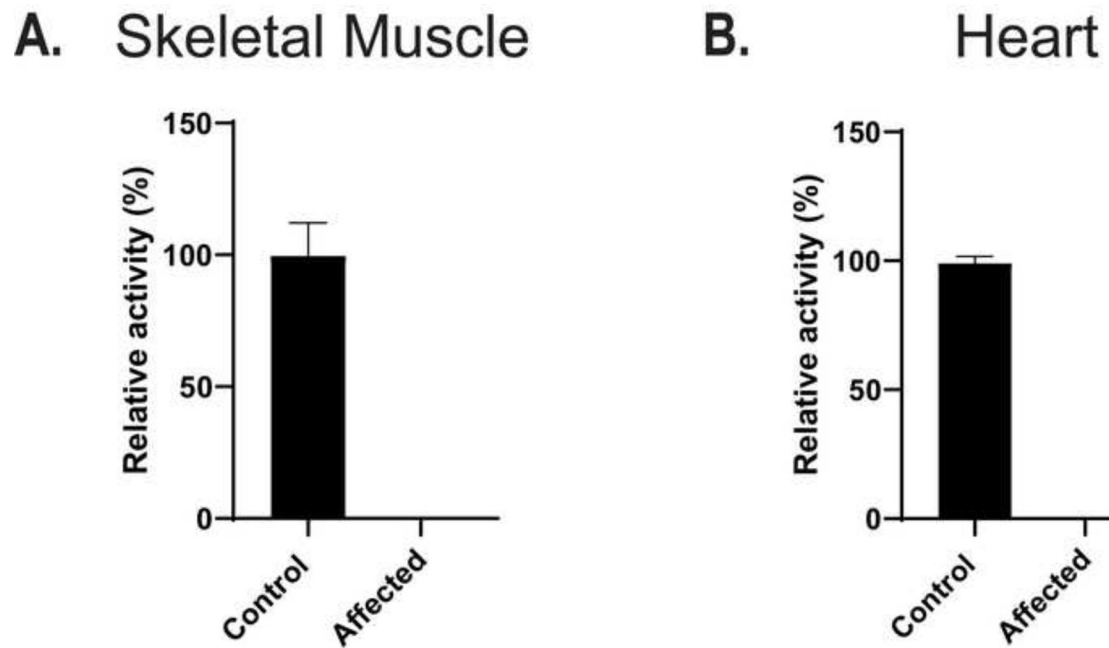 A. Skeletal Muscle
Relative activity (%)
150
100
50
0
Control
Affected
B. Heart
Relative activity (%)
150
100
50
0
Control
Affected